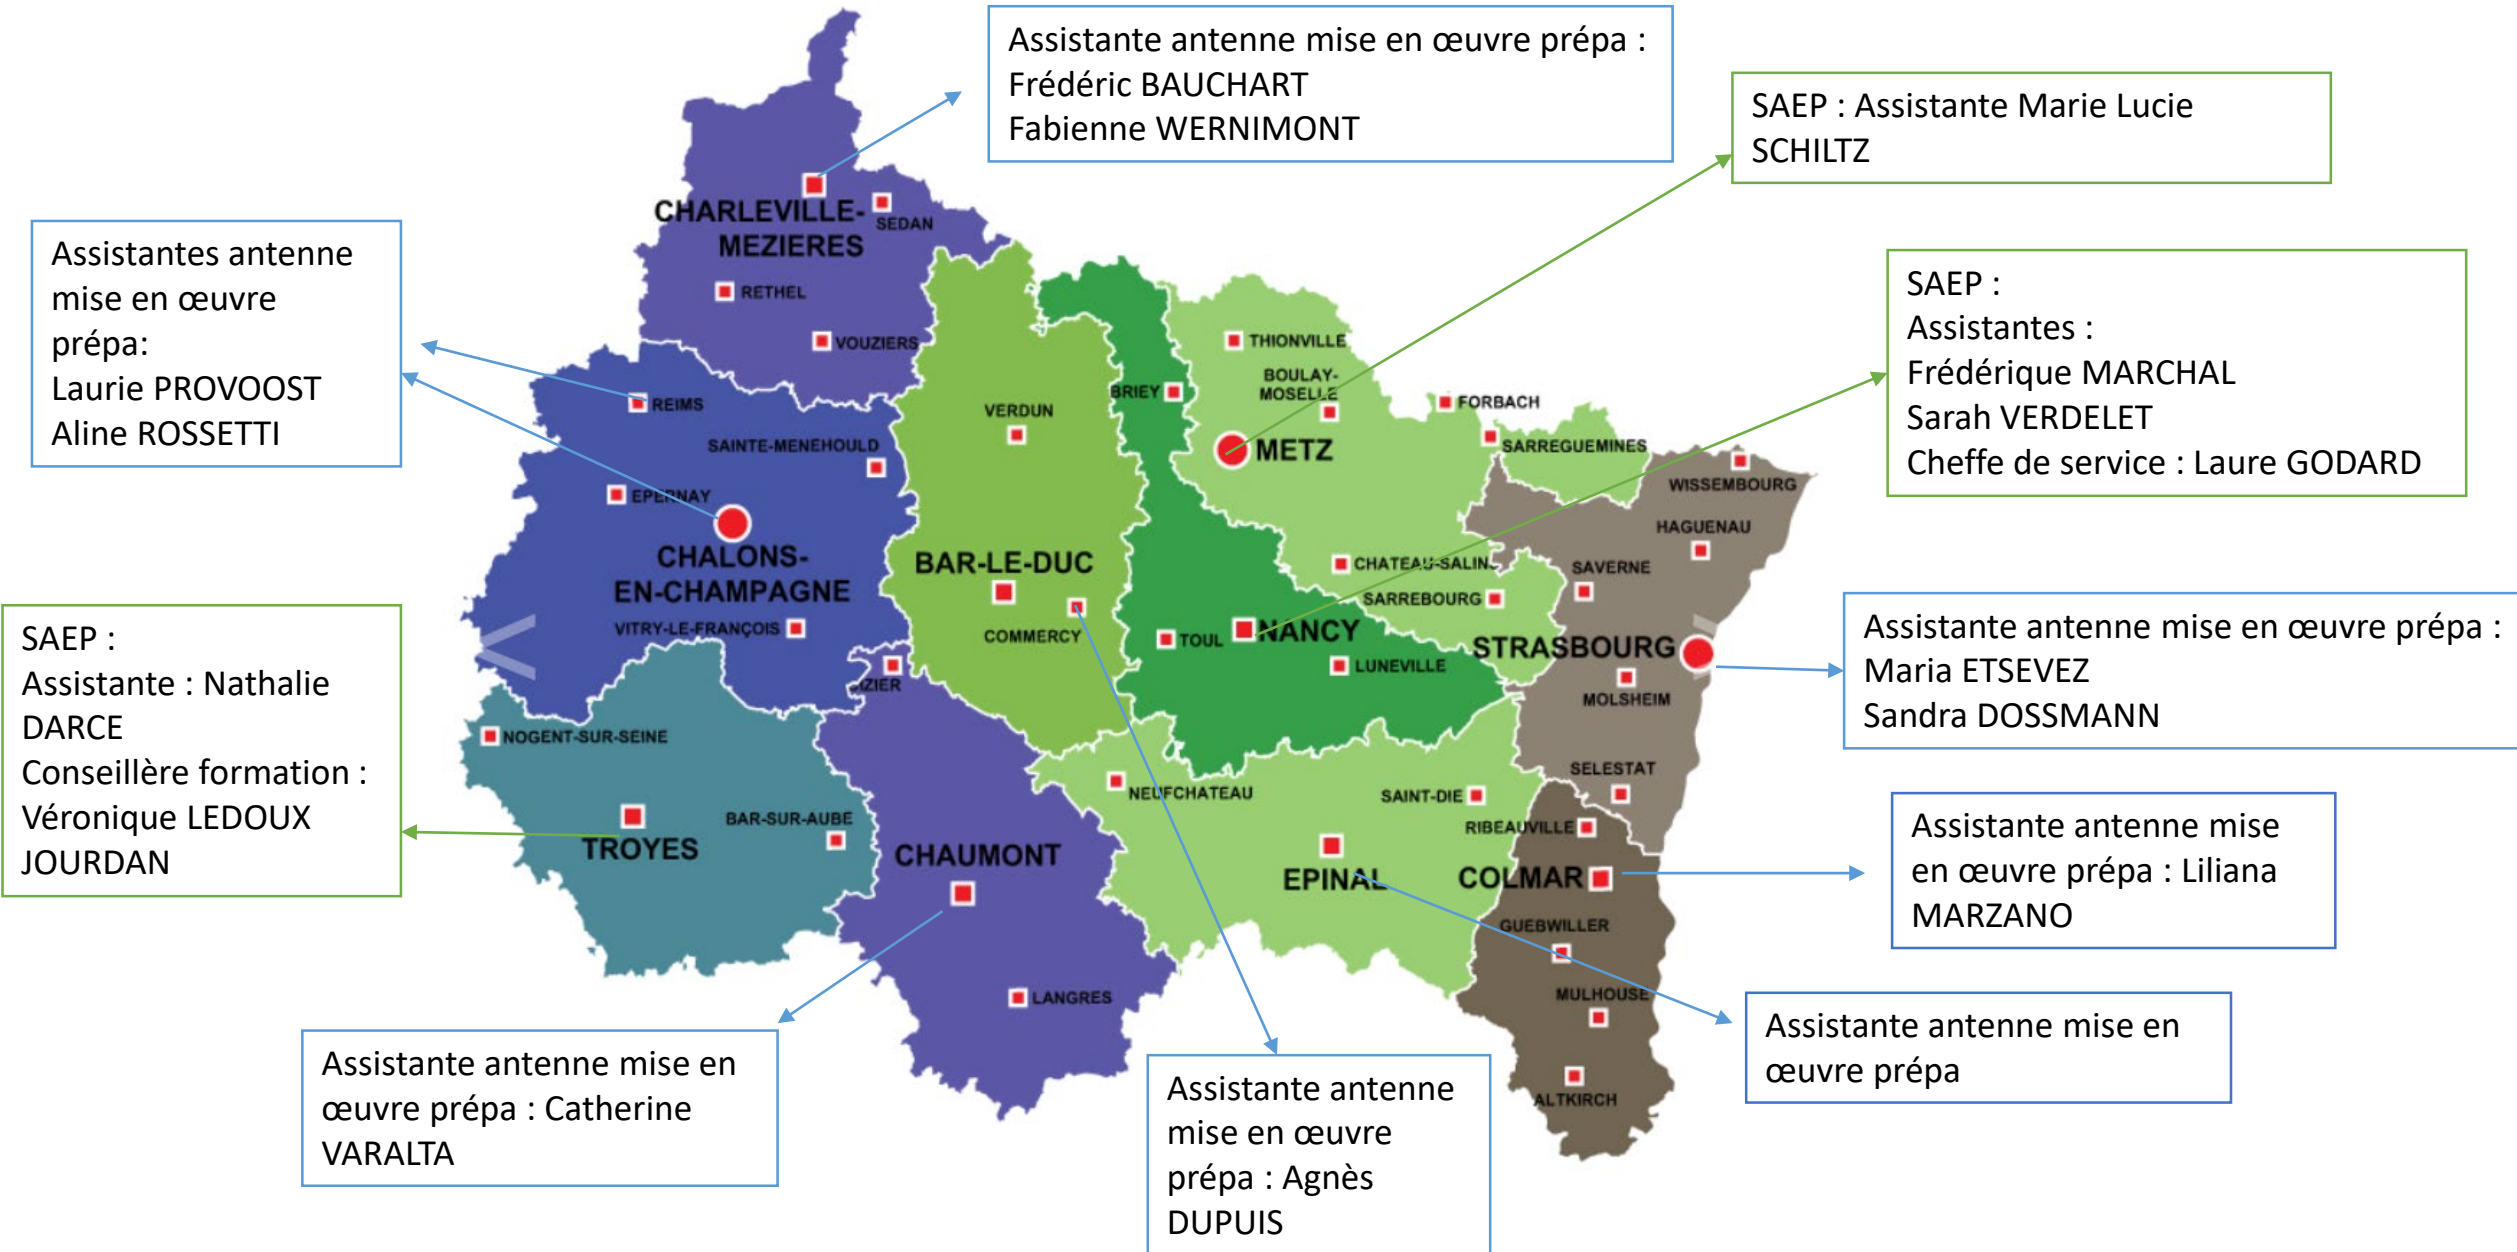 Assistante antenne mise en œuvre prépa :
Frédéric BAUCHART
Fabienne WERNIMONT
SAEP : Assistante Marie Lucie
SCHILTZ
Assistantes antenne
mise en œuvre
prépa:
Laurie PROVOOST
Aline ROSSETTI
SAEP :
Assistantes :
Frédérique MARCHAL
Sarah VERDELET
Cheffe de service : Laure GODARD
SAEP :
Assistante : Nathalie
DARCE
Conseillère formation :
Véronique LEDOUX
JOURDAN
Assistante antenne mise en œuvre prépa :
Maria ETSEVEZ
Sandra DOSSMANN
Assistante antenne mise
en œuvre prépa : Liliana
MARZANO
Assistante antenne mise en
œuvre prépa
Assistante antenne mise en
œuvre prépa : Catherine
VARALTA
Assistante antenne
mise en œuvre
prépa : Agnès
DUPUIS
CHARLEVILLE-
MEZIERES
SEDAN
RETHEL
VOUZIERS
REIMS
SAINTE-MENEHOULD
EPERNAY
CHALONS-
EN-CHAMPAGNE
VITRY-LE-FRANÇOIS
VERDUN
BAR-LE-DUC
COMMERCY
BRIEY
THIONVILLE
BOULAY-
MOSELLE
FORBACH
METZ
SARREGUEMINES
CHATEAU-SALINS
SARREBOURG
TOUL
NANCY
LUNEVILLE
WISSEMBOURG
HAGUENAU
SAVERNE
STRASBOURG
MOLSHEIM
SELESTAT
IZIER
NOGENT-SUR-SEINE
TROYES
BAR-SUR-AUBE
CHAUMONT
LANGRES
NEUFCHATEAU
SAINT-DIE
EPINAL
RIBEAUVILLE
COLMAR
GUEBWILLER
MULHOUSE
ALTKIRCH